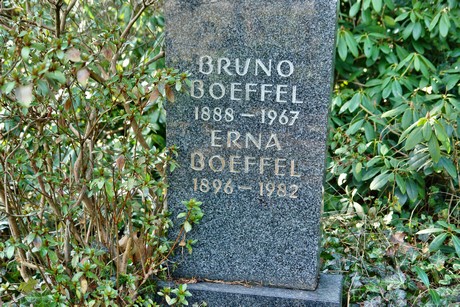 BRUNO
BOEFFEL
1888 – 1967
ERNA
BOEFFEL
1896 – 1982